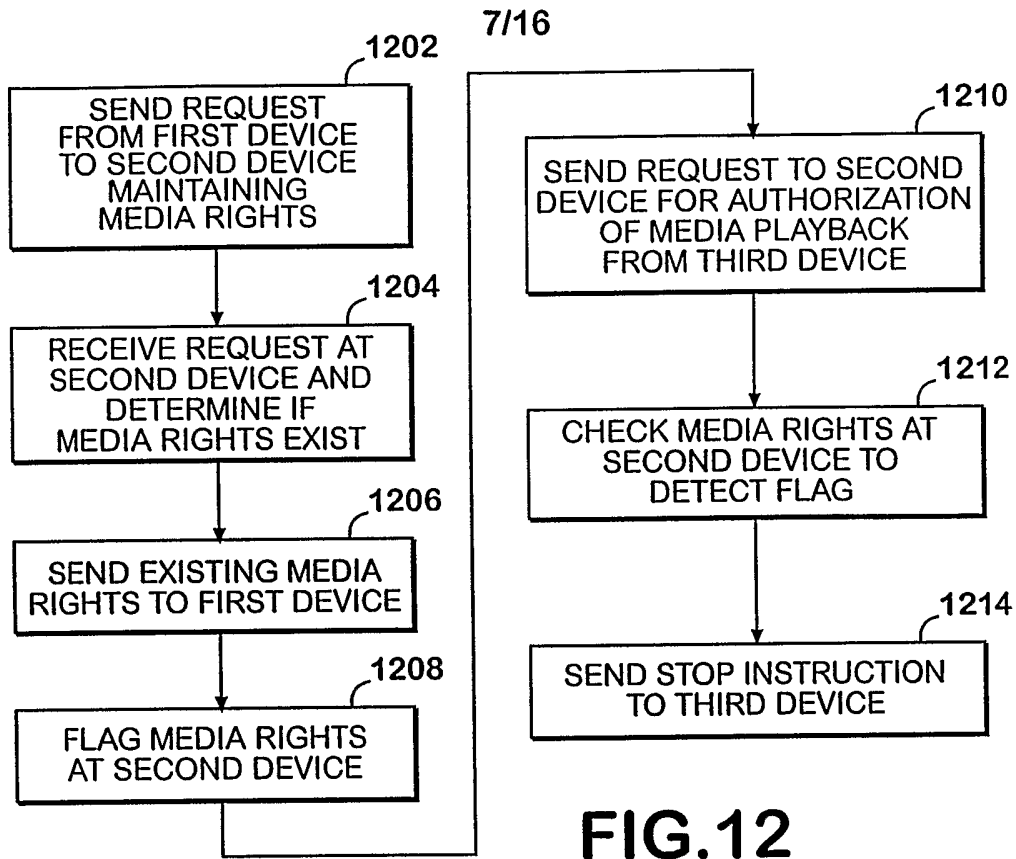 7/16
1202
SEND REQUEST
FROM FIRST DEVICE
TO SECOND DEVICE
MAINTAINING
MEDIA RIGHTS
1204
RECEIVE REQUEST AT
SECOND DEVICE AND
DETERMINE IF
MEDIA RIGHTS EXIST
1206
SEND EXISTING MEDIA
RIGHTS TO FIRST DEVICE
1208
FLAG MEDIA RIGHTS
AT SECOND DEVICE
1210
SEND REQUEST TO SECOND
DEVICE FOR AUTHORIZATION
OF MEDIA PLAYBACK
FROM THIRD DEVICE
1212
CHECK MEDIA RIGHTS AT
SECOND DEVICE TO
DETECT FLAG
1214
SEND STOP INSTRUCTION
TO THIRD DEVICE
FIG.12